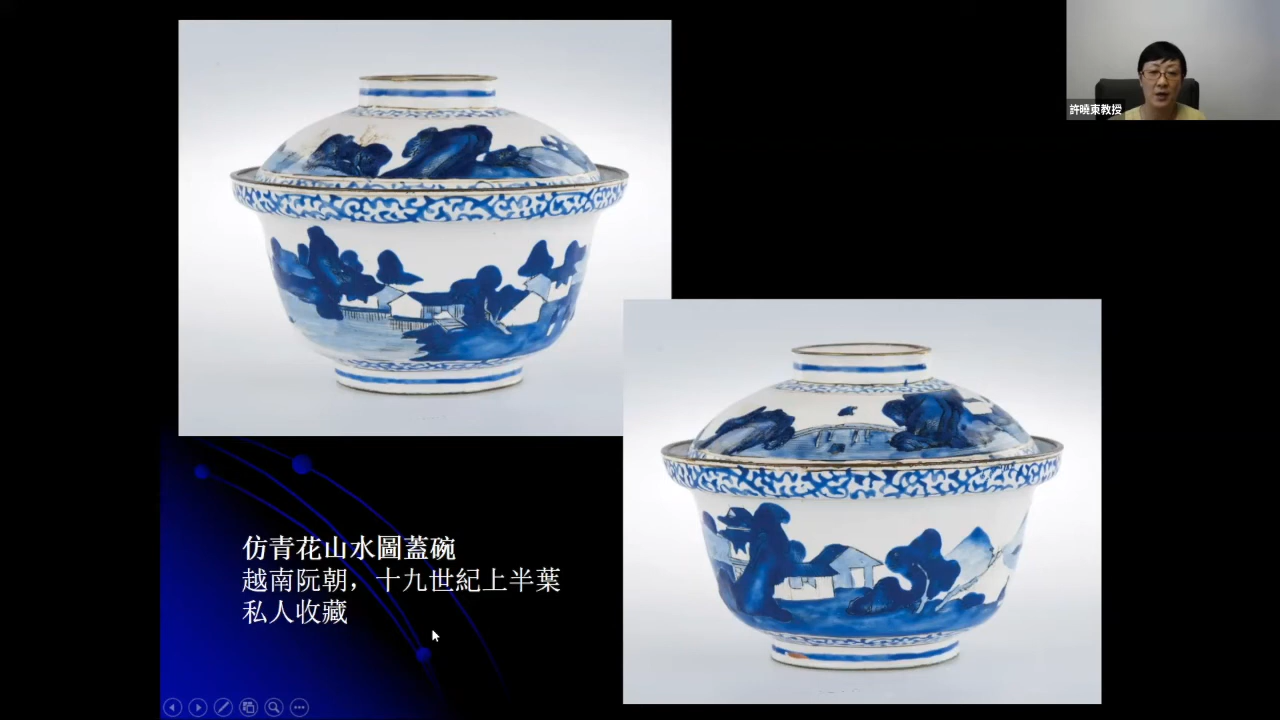 許曉東教授
仿青花山水圖蓋碗
越南阮朝，十九世紀上半葉
私人收藏